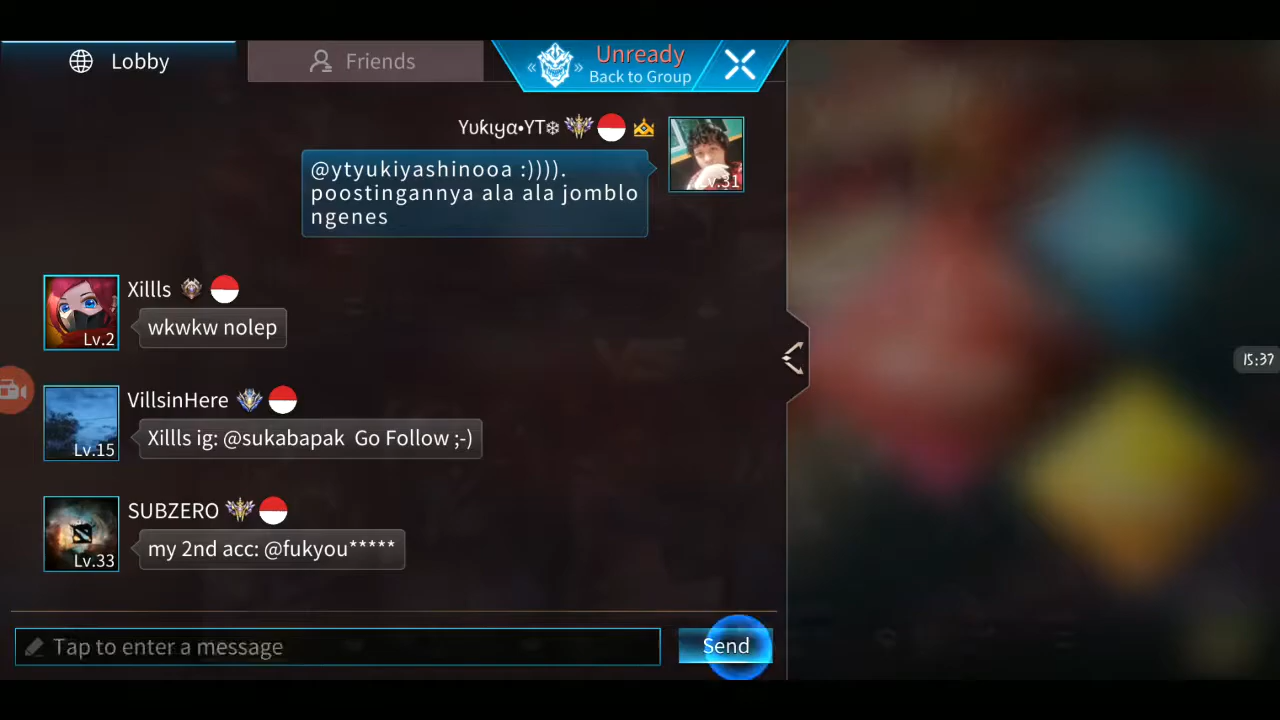 Lobby
Friends
Unready
Back to Group
Yυƙιყα•YT❄
@ytyukiyashinooa :)))).
poostingannya ala ala jomblo
ngenes
Lv.31
Xillls
wkwkw nolep
Lv.2
VillsinHere
Xillls ig: @sukabapak Go Follow ;-)
Lv.15
SUBZERO
my 2nd acc: @fukyou*****
Lv.33
15:37
Tap to enter a message
Send